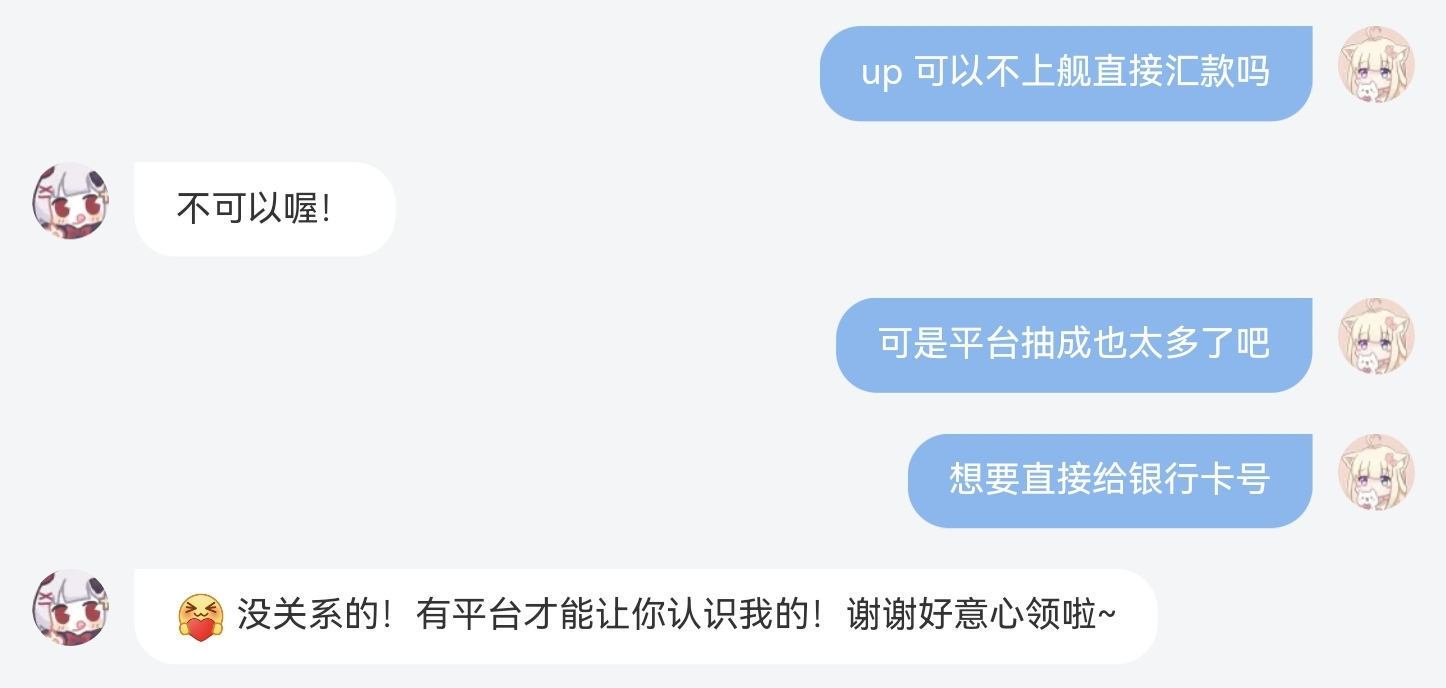 up 可以不上舰直接汇款吗
不可以喔！
可是平台抽成也太多了吧
想要直接给银行卡号
没关系的！有平台才能让你认识我的！谢谢好意心领啦~